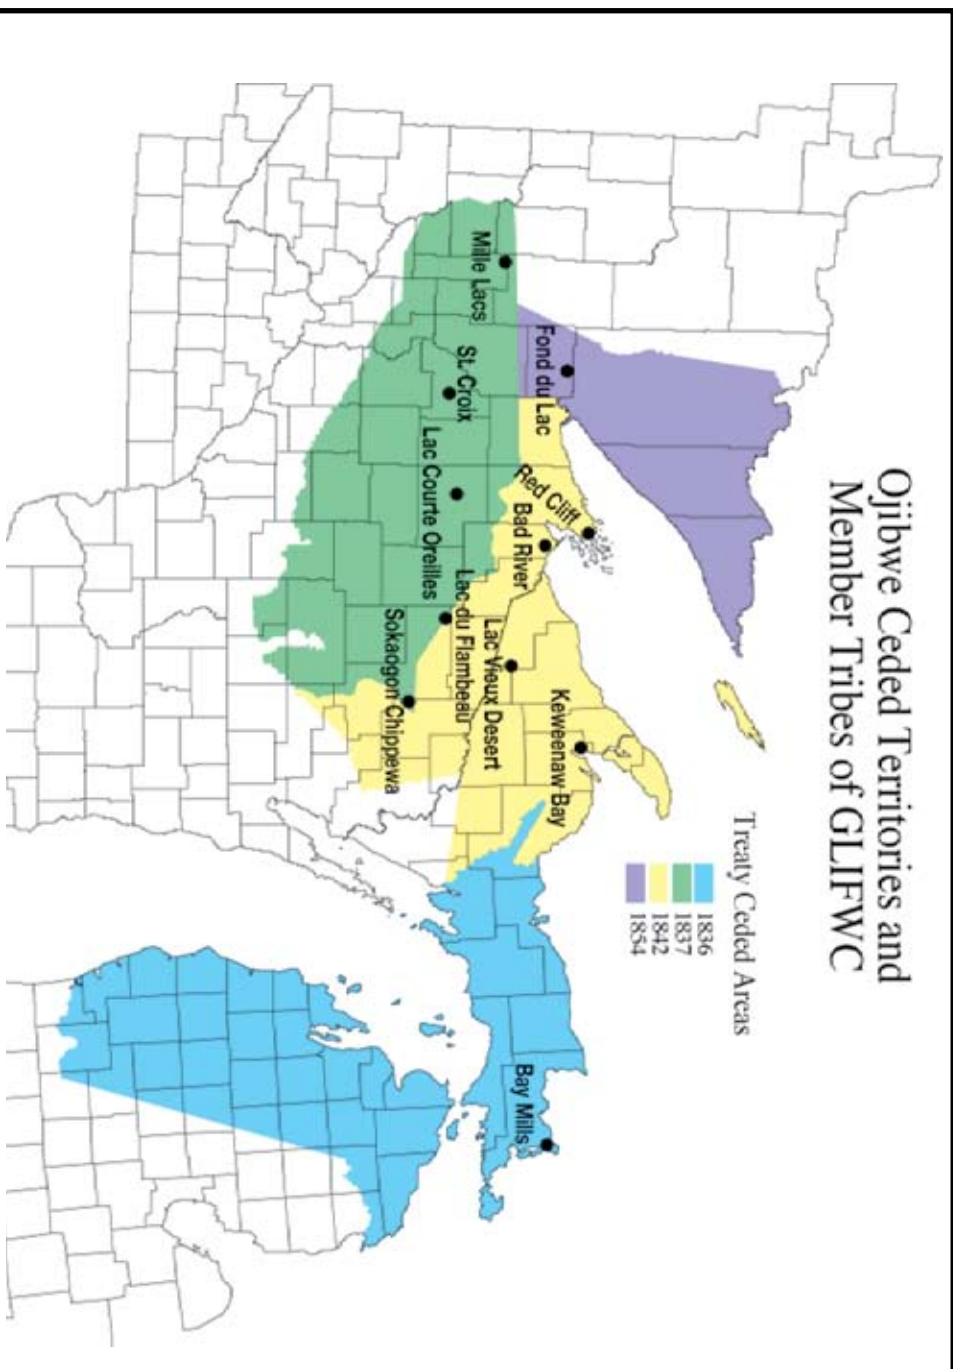 Ojibwe Ceded Territories and
Member Tribes of GLIFWC
Treaty Ceded Areas
1836
1837
1842
1854
Mille Lacs
Fond du Lac
St. Croix
Lac Courte Oreilles
Red Cliff
Bad River
Lac du Flambeau
Lac Vieux Desert
Sokaogon Chippewa
Keweenaw Bay
Bay Mills